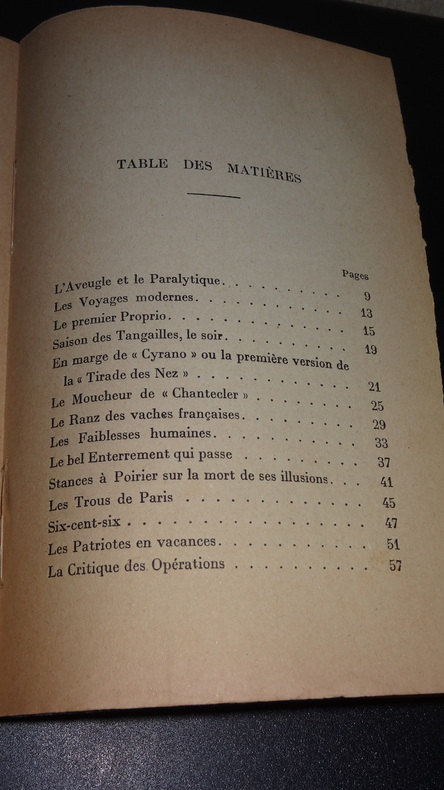 TABLE DES MATIÈRES
Pages
L'Aveugle et le Paralytique. . . . . . . . . . 9
Les Voyages modernes. . . . . . . . . . . . 13
Le premier Proprio. . . . . . . . . . . . . 15
Saison des Tangailles, le soir. . . . . . . . . . 19
En marge de « Cyrano » ou la première version de
la « Tirade des Nez » . . . . . . . . . . . 21
Le Moucheur de « Chantecler » . . . . . . . . 25
Le Ranz des vaches françaises. . . . . . . . . 29
Les Faiblesses humaines. . . . . . . . . . . 33
Le bel Enterrement qui passe . . . . . . . . . 37
Stances à Poirier sur la mort de ses illusions. . . 41
Les Trous de Paris . . . . . . . . . . . . 45
Six-cent-six . . . . . . . . . . . . . . . 47
Les Patriotes en vacances. . . . . . . . . . . 51
La Critique des Opérations . . . . . . . . . . 57